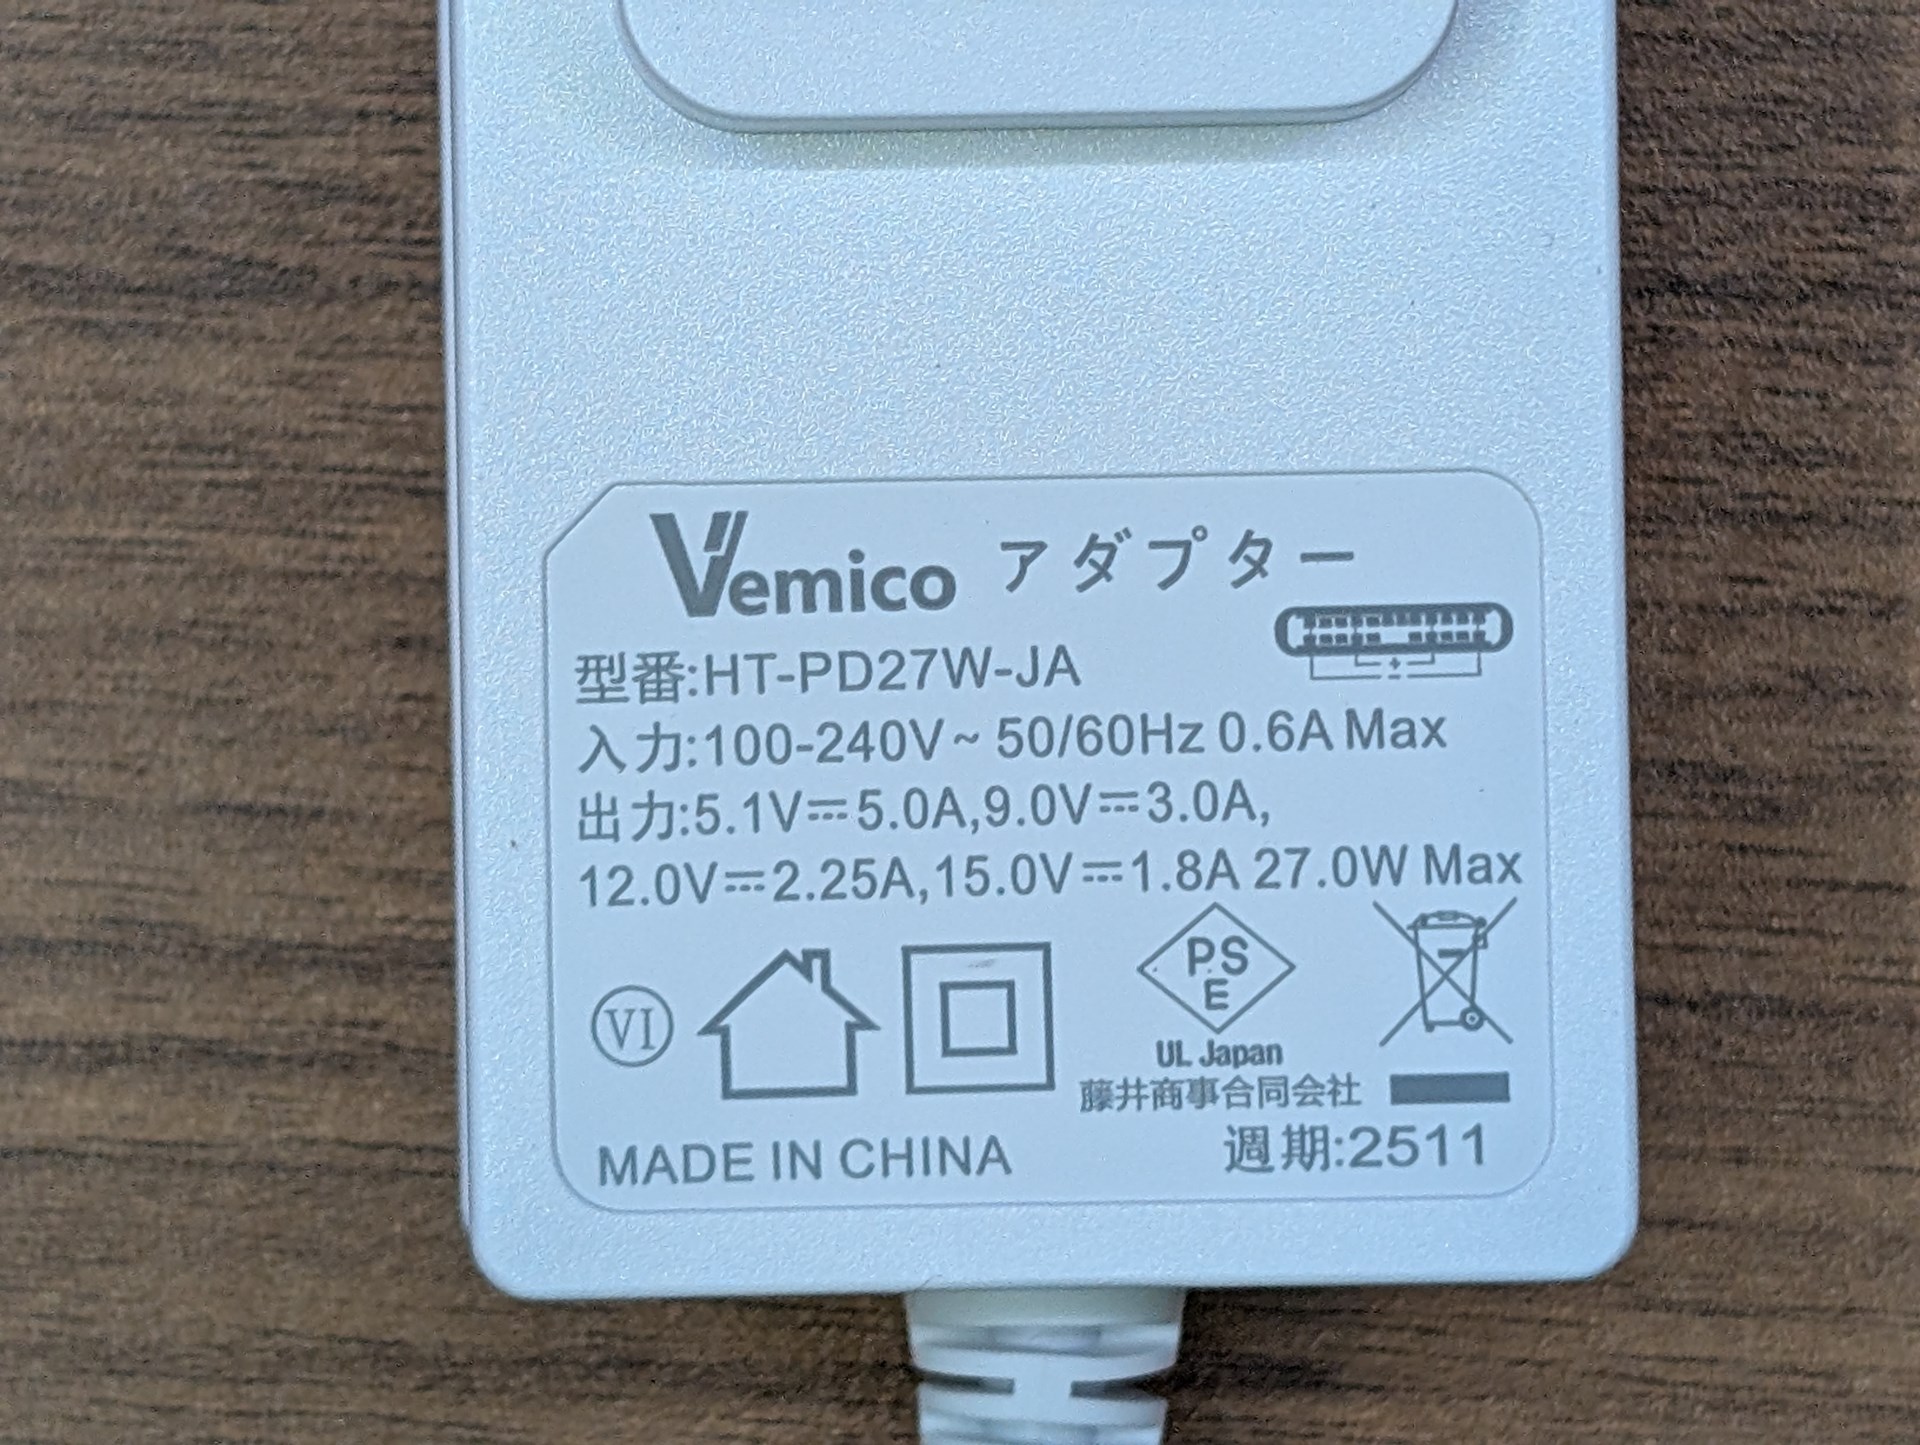 Vemico アダプター
型番:HT-PD27W-JA
入力:100-240V~ 50/60Hz 0.6A Max
出力:5.1V⎓5.0A,9.0V⎓3.0A,
12.0V⎓2.25A,15.0V⎓1.8A 27.0W Max
VI
PS
E
UL Japan
藤井商事合同会社
MADE IN CHINA
週期:2511